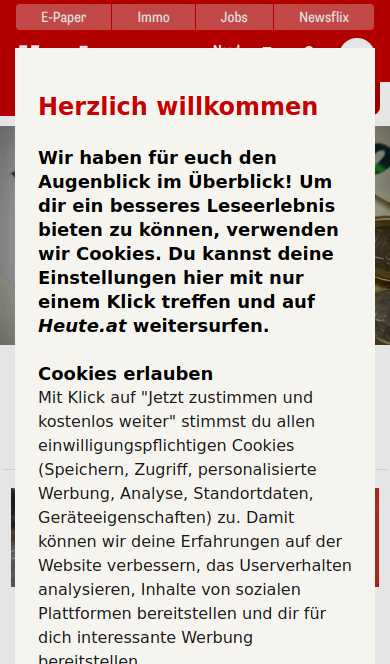 E-Paper
Immo
Jobs
Newsflix
Herzlich willkommen
Wir haben für euch den
Augenblick im Überblick! Um
dir ein besseres Leseerlebnis
bieten zu können, verwenden
wir Cookies. Du kannst deine
Einstellungen hier mit nur
einem Klick treffen und auf
Heute.at weitersurfen.
Cookies erlauben
Mit Klick auf "Jetzt zustimmen und
kostenlos weiter" stimmst du allen
einwilligungspflichtigen Cookies
(Speichern, Zugriff, personalisierte
Werbung, Analyse, Standortdaten,
Geräteeigenschaften) zu. Damit
können wir deine Erfahrungen auf der
Website verbessern, das Userverhalten
analysieren, Inhalte von sozialen
Plattformen bereitstellen und dir für
dich interessante Werbung
bereitstellen